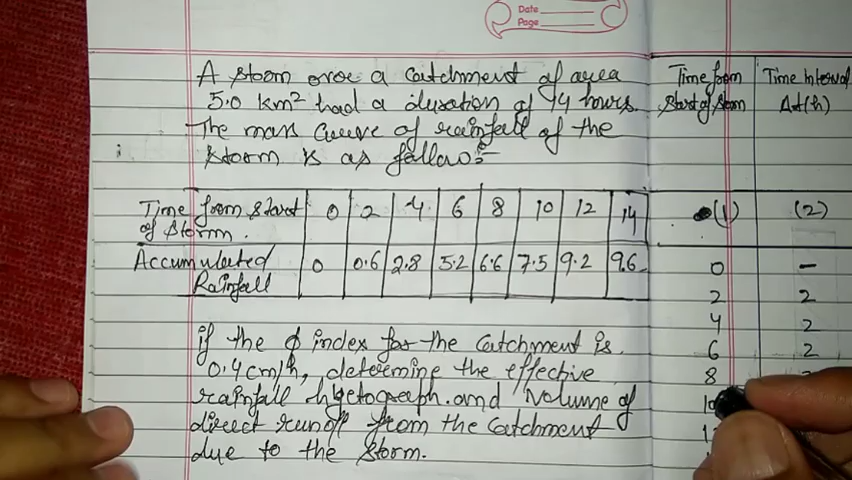 Date
Page
A storm over a catchment of area
5.0 km² had a duration of 14 hours.
The mass curve of rainfall of the
storm is as follow:-
Time from start of storm. 0 2 4 6 8 10 12 14
Accumulated Rainfall 0 0.6 2.8 5.2 6.6 7.5 9.2 9.6
if the φ index for the catchment is
0.4 cm/h, determine the effective
rainfall hyetograph and volume of
direct runoff from the catchment
due to the storm.
Time from Start of Storm Time Interval Δt(h)
(1) (2)
0 –
2 2
4 2
6 2
8
10